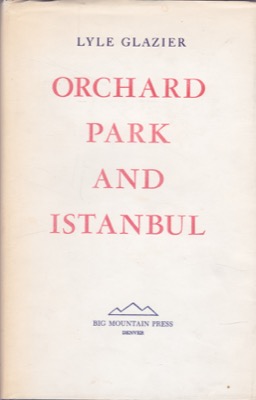 LYLE GLAZIER
ORCHARD
PARK
AND
ISTANBUL
BIG MOUNTAIN PRESS
DENVER